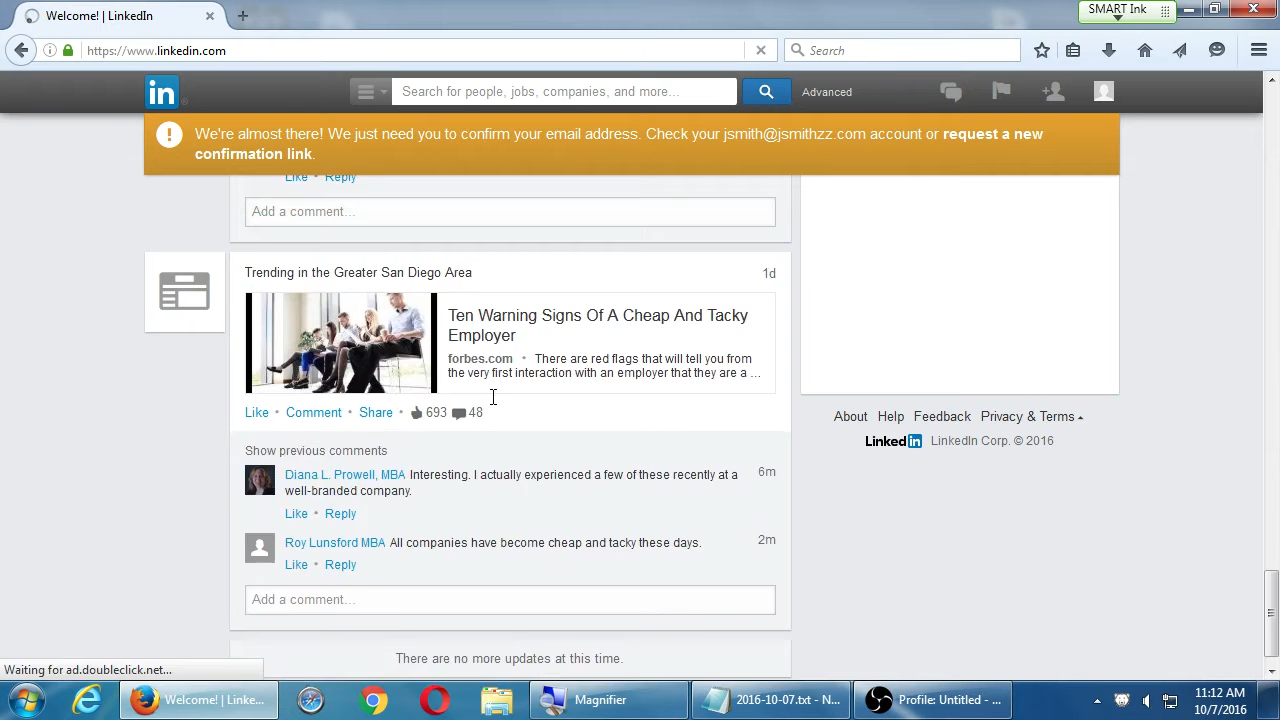 Welcome! | LinkedIn
SMART Ink
https://www.linkedin.com
Search
in
Search for people, jobs, companies, and more...
Advanced
We're almost there! We just need you to confirm your email address. Check your jsmith@jsmithzz.com account or request a new
confirmation link.
Like • Reply
Add a comment...
Trending in the Greater San Diego Area
1d
Ten Warning Signs Of A Cheap And Tacky
Employer
forbes.com • There are red flags that will tell you from
the very first interaction with an employer that they are a ...
Like • Comment • Share • 693 48
Show previous comments
Diana L. Prowell, MBA Interesting. I actually experienced a few of these recently at a
6m
well-branded company.
Like • Reply
Roy Lunsford MBA All companies have become cheap and tacky these days.
2m
Like • Reply
Add a comment...
There are no more updates at this time.
About Help Feedback Privacy & Terms
LinkedIn LinkedIn Corp. © 2016
Waiting for ad.doubleclick.net...
Welcome! | Linke...
Magnifier
2016-10-07.txt - N...
Profile: Untitled - ...
11:12 AM
10/7/2016